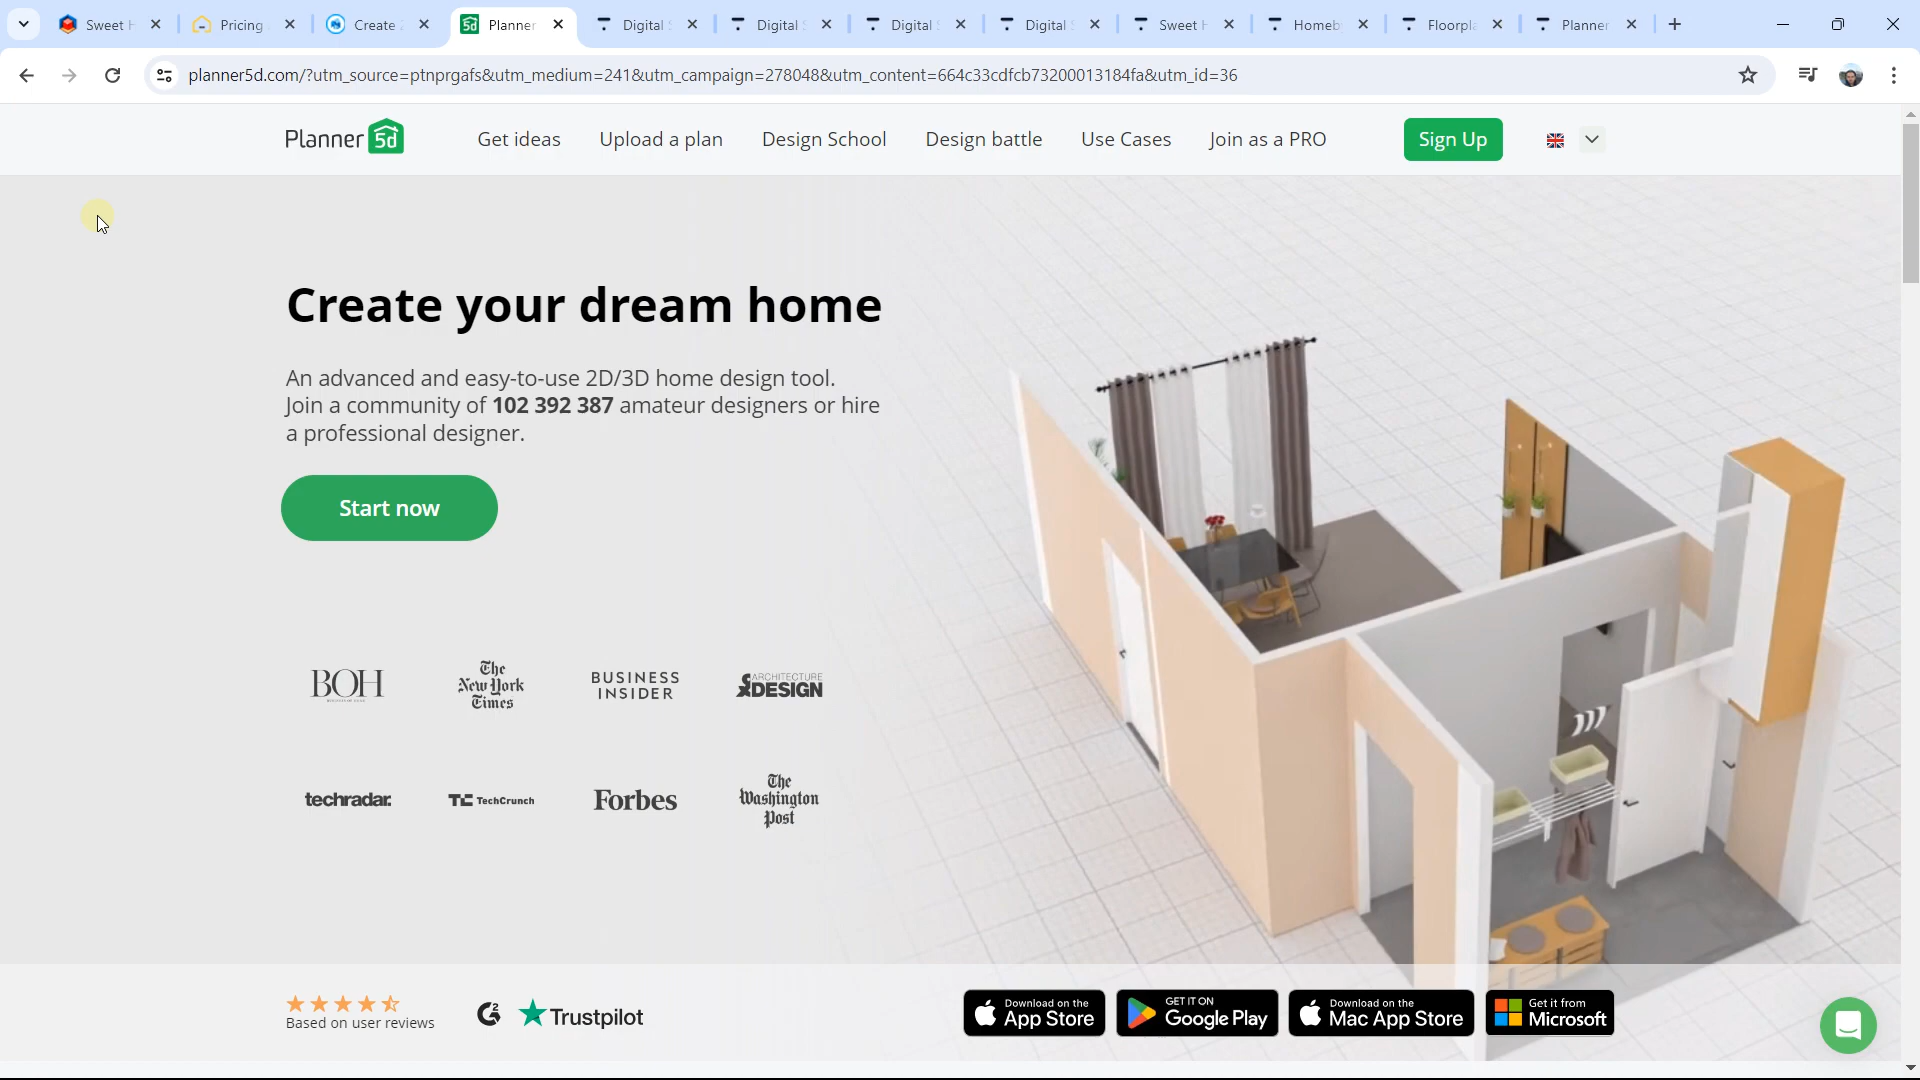 Sweet H
Pricing
Create
Planner
Digital S
Digital S
Digital S
Digital S
Sweet H
Homeb
Floorpl
Planner
planner5d.com/?utm_source=ptnprgafs&utm_medium=241&utm_campaign=278048&utm_content=664c33cdfcb73200013184fa&utm_id=36
Planner 5d
Get ideas
Upload a plan
Design School
Design battle
Use Cases
Join as a PRO
Sign Up
Create your dream home
An advanced and easy-to-use 2D/3D home design tool.
Join a community of 102 392 387 amateur designers or hire
a professional designer.
Start now
BOH
The
New York
Times
BUSINESS
INSIDER
ARCHITECTURE
&DESIGN
techradar.
TC TechCrunch
Forbes
The
Washington
Post
Based on user reviews
G2
Trustpilot
Download on the
App Store
GET IT ON
Google Play
Download on the
Mac App Store
Get it from
Microsoft